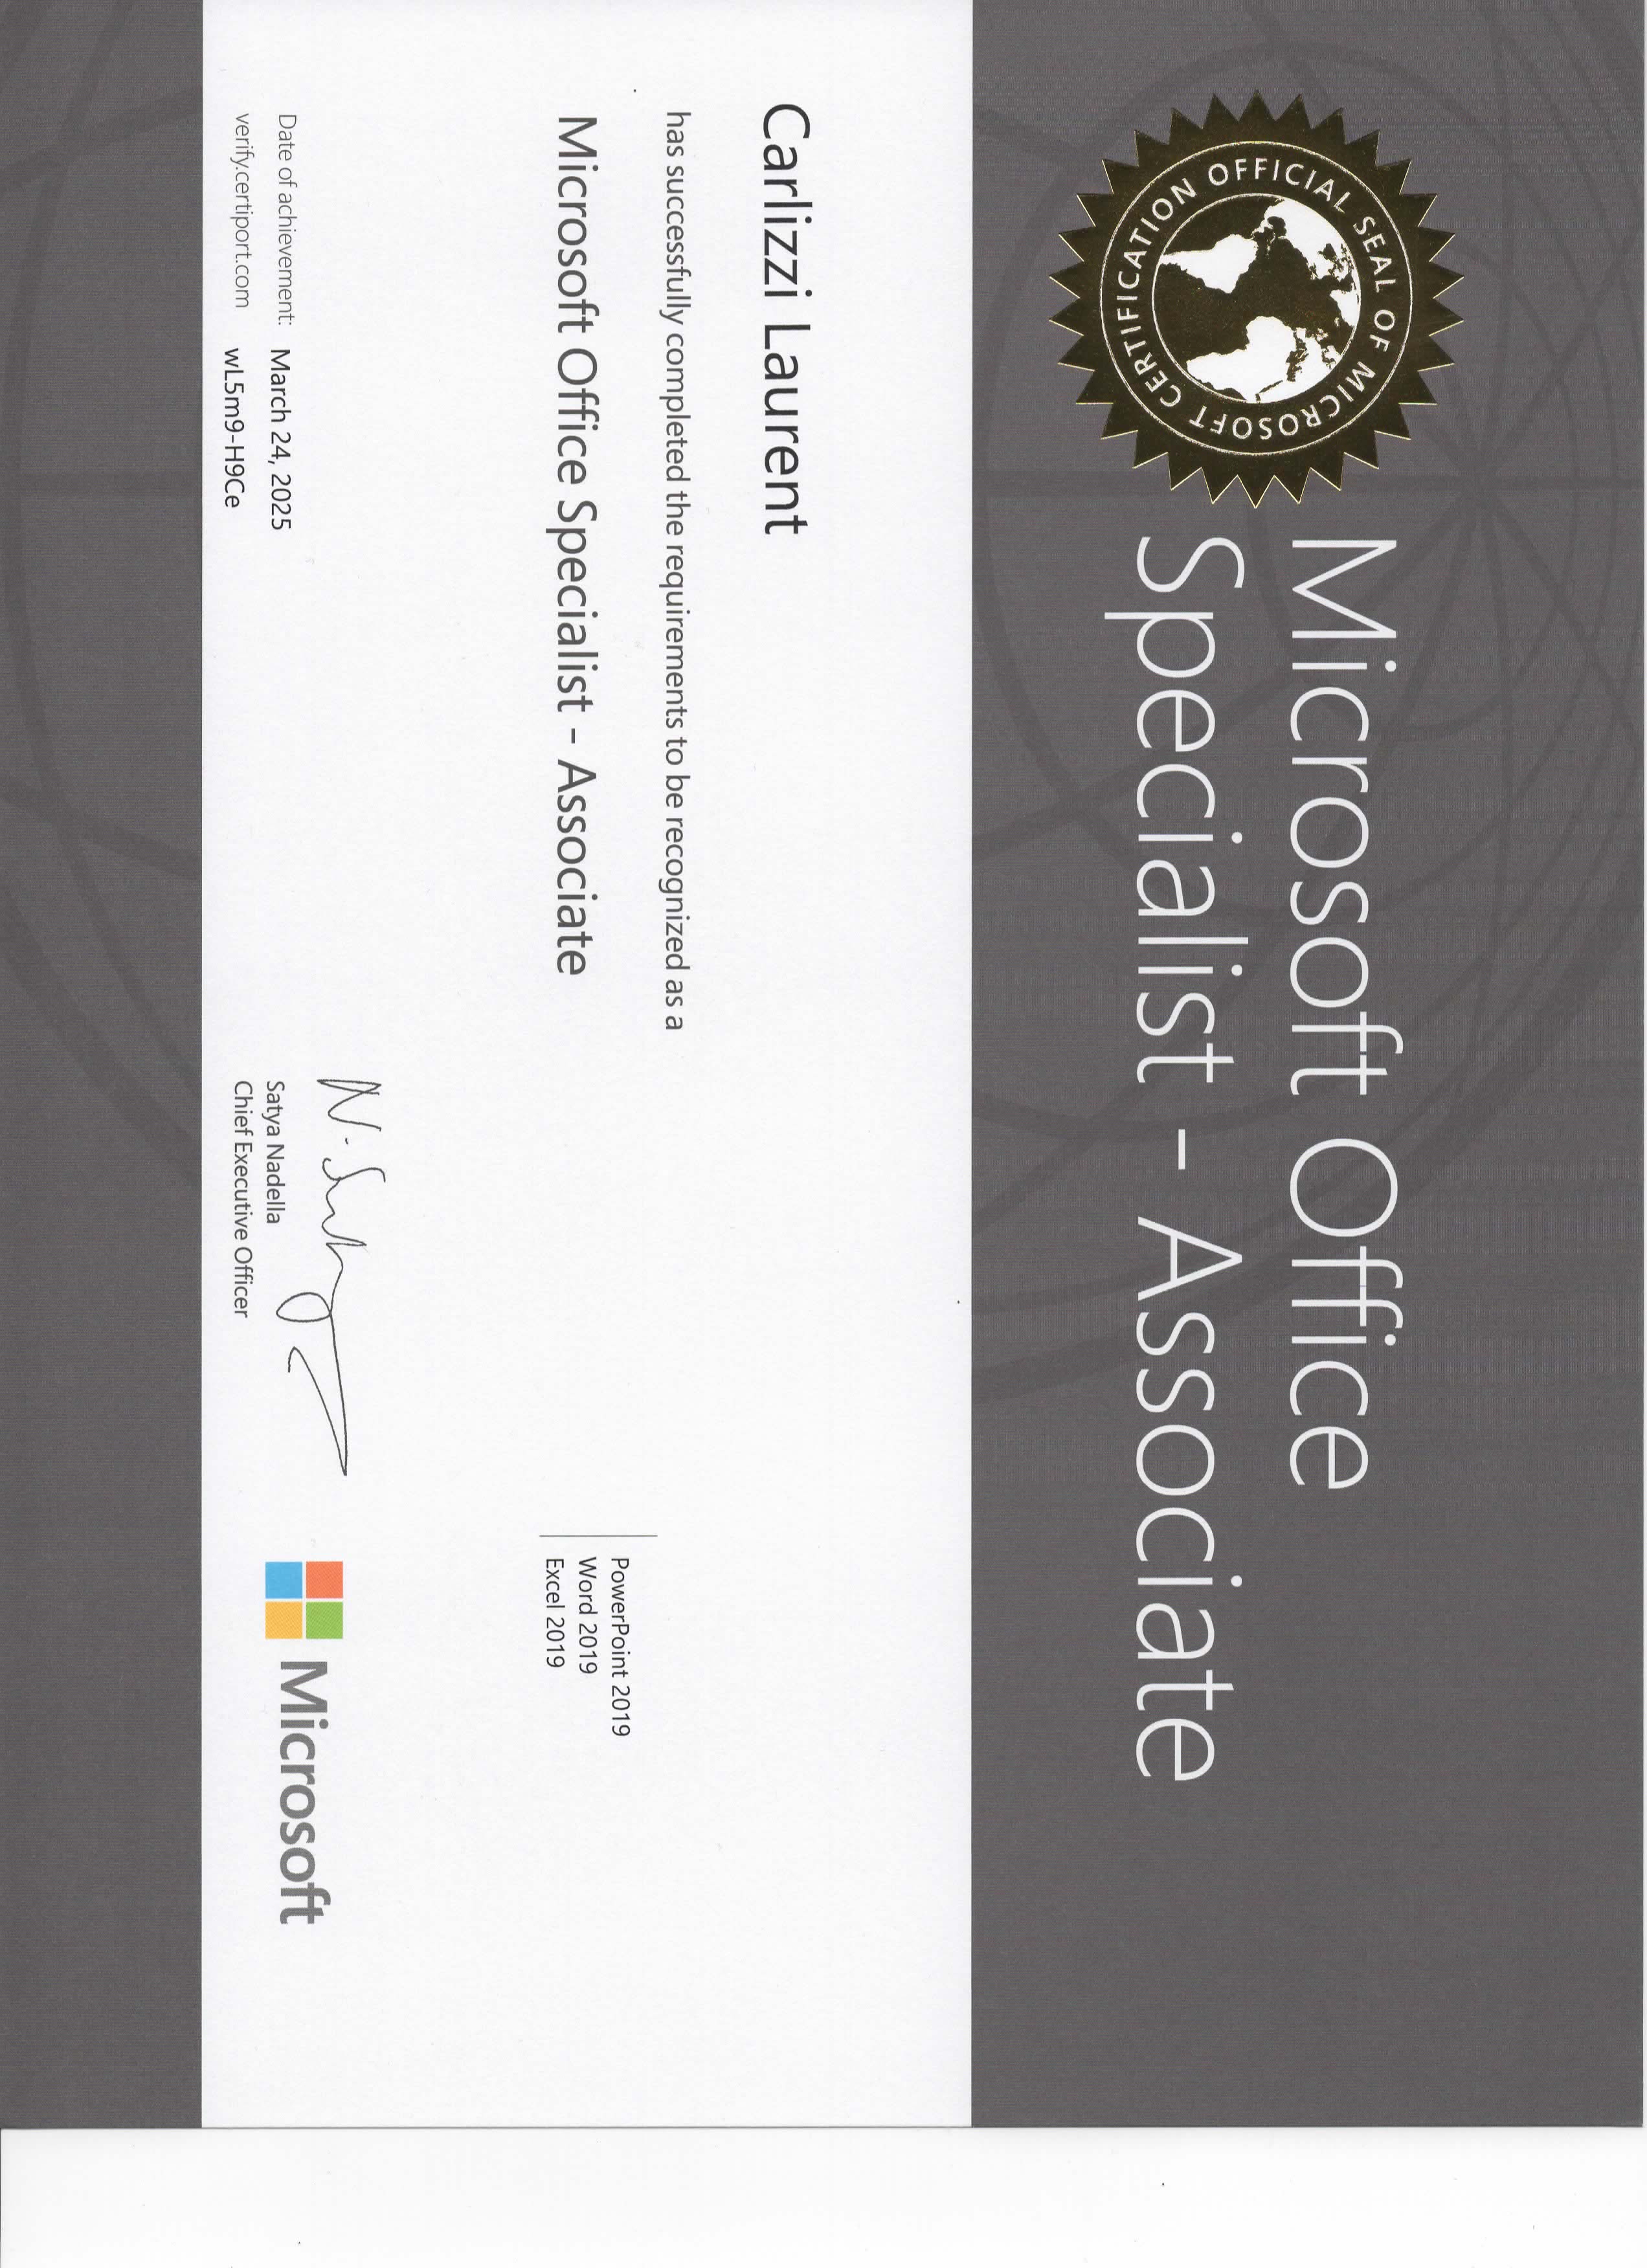 OFFICIAL SEAL OF MICROSOFT CERTIFICATION
Microsoft Office
Specialist - Associate
Carlizzi Laurent
has successfully completed the requirements to be recognized as a
Microsoft Office Specialist - Associate
PowerPoint 2019
Word 2019
Excel 2019
N. Satya
Satya Nadella
Chief Executive Officer
Microsoft
Date of achievement: March 24, 2025
verify.certiport.com wL5m9-H9Ce